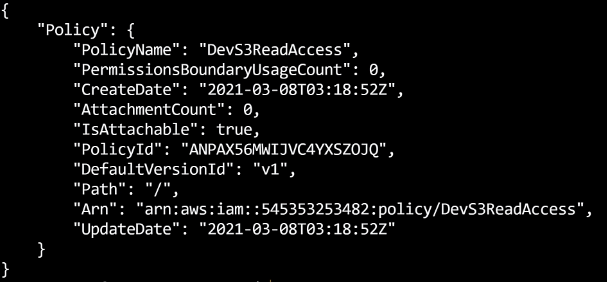 {
    "Policy": {
        "PolicyName": "DevS3ReadAccess",
        "PermissionsBoundaryUsageCount": 0,
        "CreateDate": "2021-03-08T03:18:52Z",
        "AttachmentCount": 0,
        "IsAttachable": true,
        "PolicyId": "ANPAX56MWIJVC4YXSZOJQ",
        "DefaultVersionId": "v1",
        "Path": "/",
        "Arn": "arn:aws:iam::545353253482:policy/DevS3ReadAccess",
        "UpdateDate": "2021-03-08T03:18:52Z"
    }
}